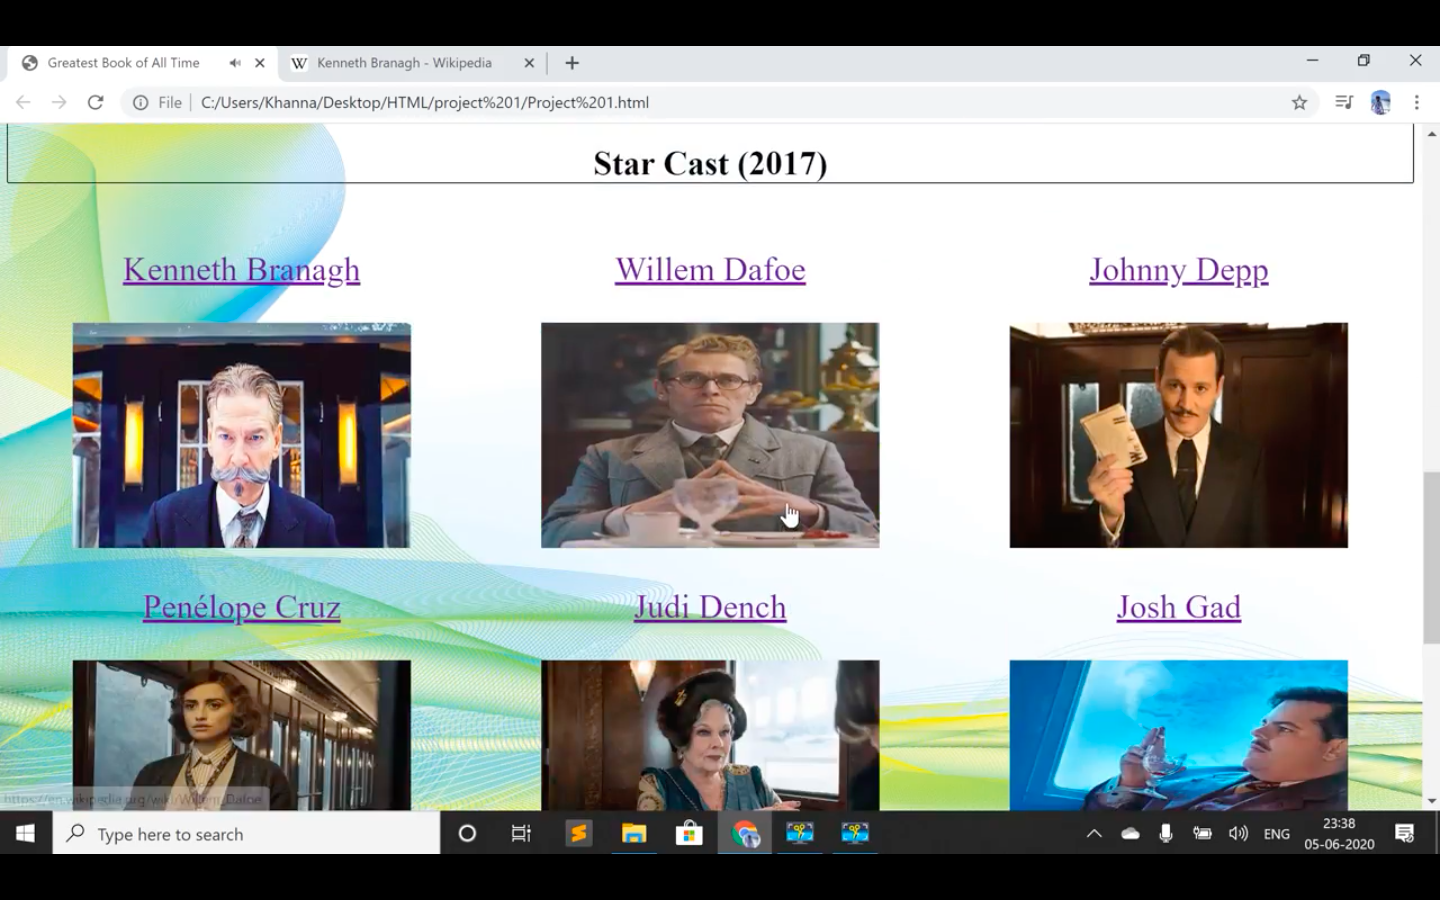 Greatest Book of All Time
W Kenneth Branagh - Wikipedia
File C:/Users/Khanna/Desktop/HTML/project%201/Project%201.html
Star Cast (2017)
Kenneth Branagh Willem Dafoe Johnny Depp
Penélope Cruz Judi Dench Josh Gad
https://en.wikipedia.org/wiki/Willem_Dafoe
Type here to search
ENG
23:38
05-06-2020